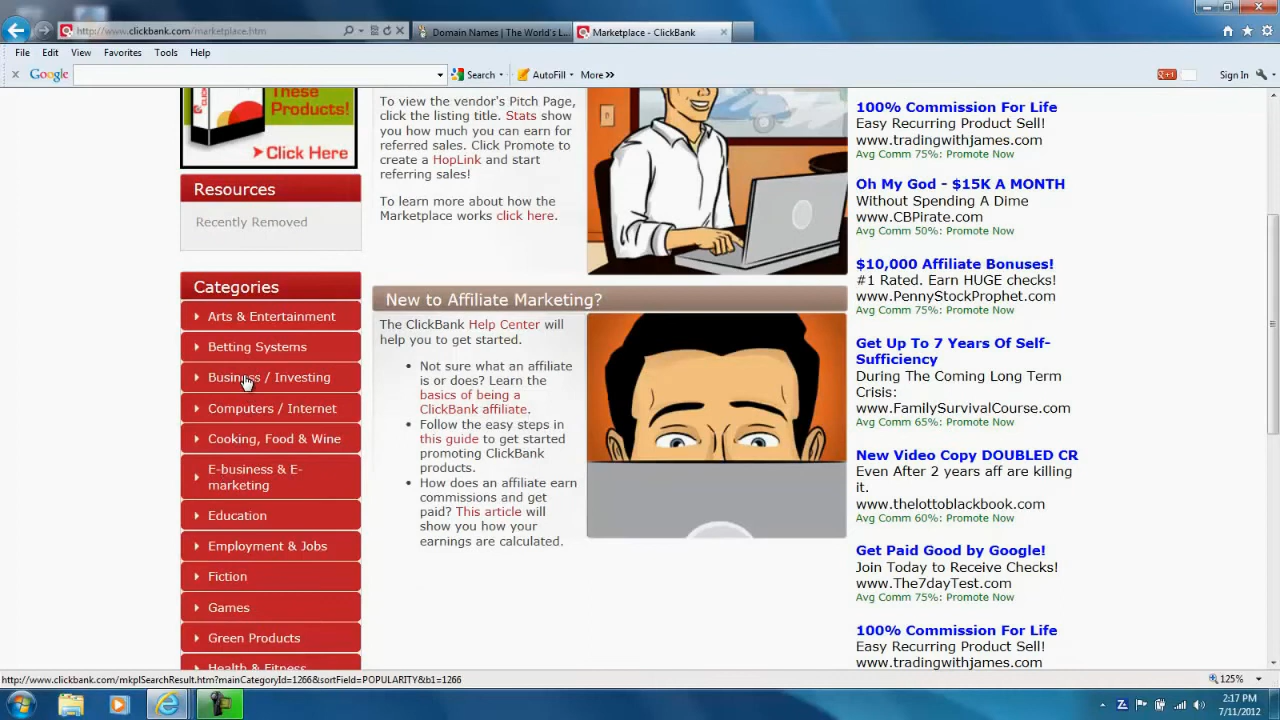 http://www.clickbank.com/marketplace.htm
Domain Names | The World's L...
Marketplace - ClickBank
File Edit View Favorites Tools Help
Google
Search
AutoFill
More »
+1
Sign In
These
Products!
Click Here
Resources
Recently Removed
Categories
Arts & Entertainment
Betting Systems
Business / Investing
Computers / Internet
Cooking, Food & Wine
E-business & E-
marketing
Education
Employment & Jobs
Fiction
Games
Green Products
Health & Fitness
To view the vendor's Pitch Page,
click the listing title. Stats show
you how much you can earn for
referred sales. Click Promote to
create a HopLink and start
referring sales!
To learn more about how the
Marketplace works click here.
New to Affiliate Marketing?
The ClickBank Help Center will
help you to get started.
• Not sure what an affiliate
is or does? Learn the
basics of being a
ClickBank affiliate.
• Follow the easy steps in
this guide to get started
promoting ClickBank
products.
• How does an affiliate earn
commissions and get
paid? This article will
show you how your
earnings are calculated.
100% Commission For Life
Easy Recurring Product Sell!
www.tradingwithjames.com
Avg Comm 75%: Promote Now
Oh My God - $15K A MONTH
Without Spending A Dime
www.CBPirate.com
Avg Comm 50%: Promote Now
$10,000 Affiliate Bonuses!
#1 Rated. Earn HUGE checks!
www.PennyStockProphet.com
Avg Comm 75%: Promote Now
Get Up To 7 Years Of Self-
Sufficiency
During The Coming Long Term
Crisis:
www.FamilySurvivalCourse.com
Avg Comm 65%: Promote Now
New Video Copy DOUBLED CR
Even After 2 years aff are killing
it.
www.thelottoblackbook.com
Avg Comm 60%: Promote Now
Get Paid Good by Google!
Join Today to Receive Checks!
www.The7dayTest.com
Avg Comm 75%: Promote Now
100% Commission For Life
Easy Recurring Product Sell!
www.tradingwithjames.com
http://www.clickbank.com/mkplSearchResult.htm?mainCategoryId=1266&sortField=POPULARITY&b1=1266
125%
2:17 PM
7/11/2012